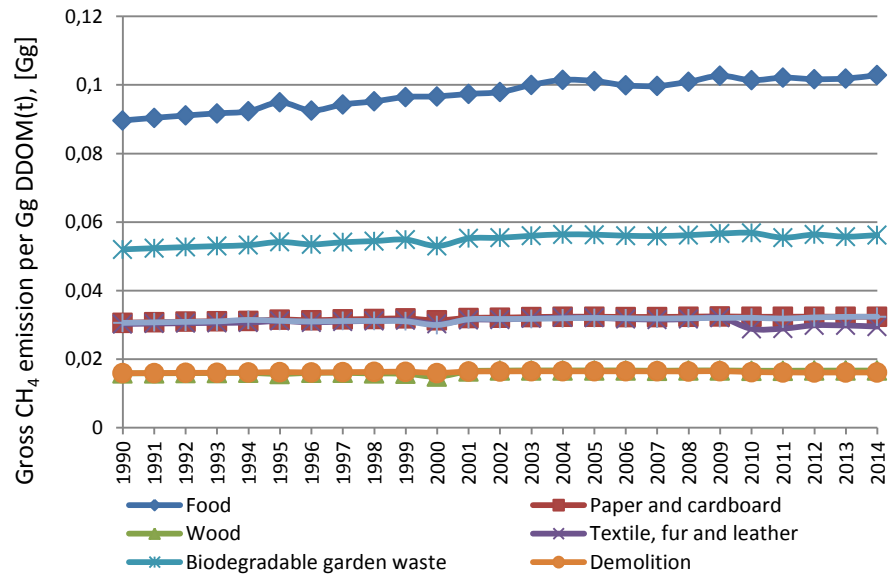 Gross CH4 emission per Gg DDOM(t), [Gg]
0,12
0,1
0,08
0,06
0,04
0,02
0
1990 1991 1992 1993 1994 1995 1996 1997 1998 1999 2000 2001 2002 2003 2004 2005 2006 2007 2008 2009 2010 2011 2012 2013 2014
Food Paper and cardboard
Wood Textile, fur and leather
Biodegradable garden waste Demolition